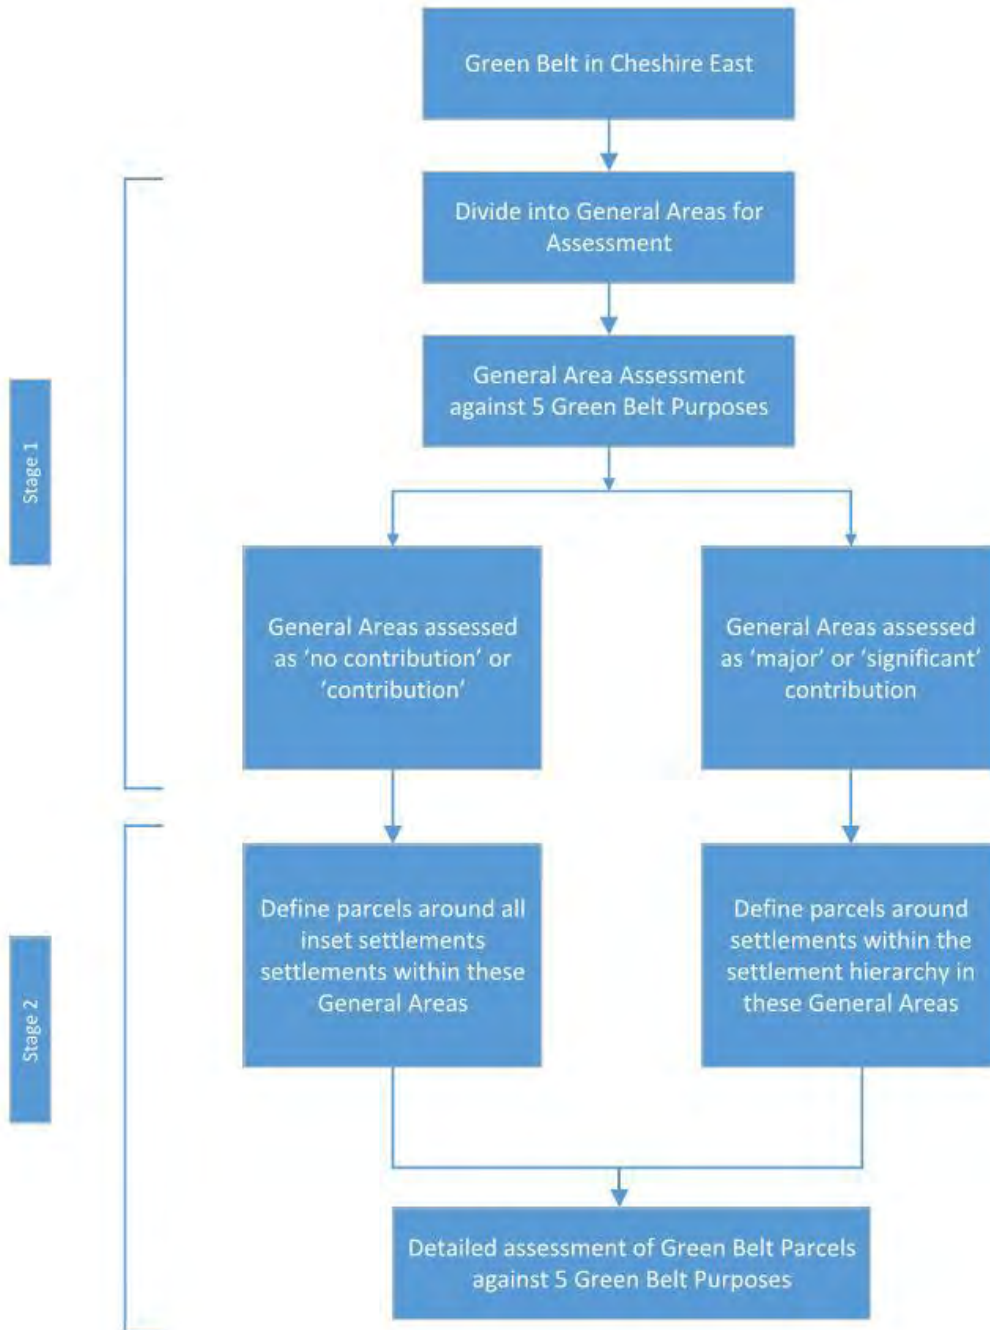 Green Belt in Cheshire East
Divide into General Areas for
Assessment
General Area Assessment
against 5 Green Belt Purposes
Stage 1
General Areas assessed
as ‘no contribution’ or
‘contribution’
General Areas assessed
as ‘major’ or ‘significant’
contribution
Define parcels around all
inset settlements
settlements within these
General Areas
Define parcels around
settlements within the
settlement hierarchy in
these General Areas
Stage 2
Detailed assessment of Green Belt Parcels
against 5 Green Belt Purposes